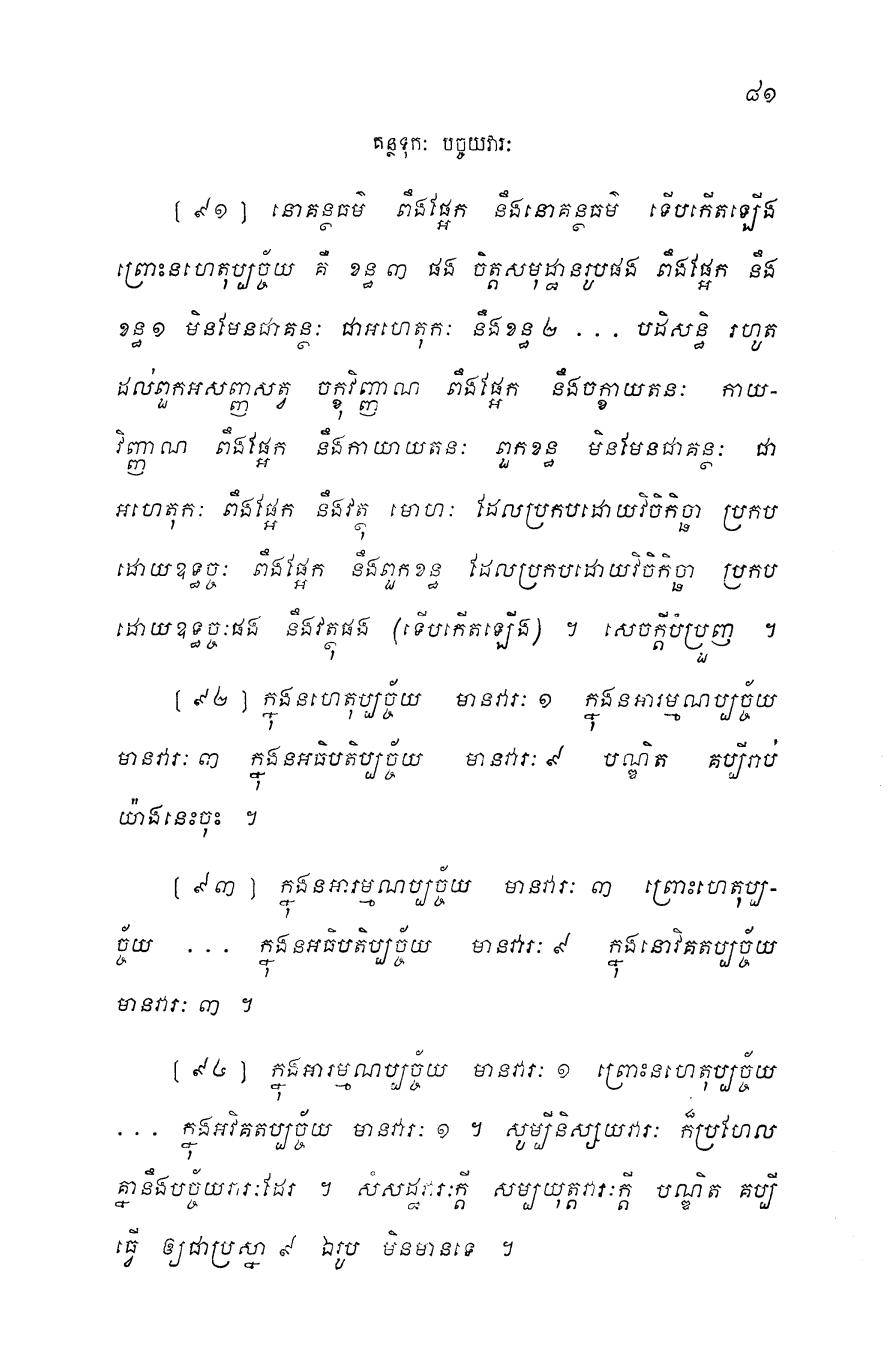 ៨១
គន្ថទុកៈ បច្ចយវារៈ
[ ៩១ ] នោគន្ថធម៌ ពឹងផ្អែក នឹងនោគន្ថធម៌ ទើបកើតឡើង
ព្រោះនហេតុប្បច្ច័យ គឺ ខន្ធ ៣ ផង ចិត្តសមុដ្ឋានរូបផង ពឹងផ្អែក នឹង
ខន្ធ ១ មិនមែនជាគន្ថៈ ជាអហេតុកៈ នឹងខន្ធ ២ ... បដិសន្ធិ រហូត
ដល់ពួកអសញ្ញសត្វ ចក្ខុវិញ្ញាណ ពឹងផ្អែក នឹងចក្ខាយតនៈ កាយ-
វិញ្ញាណ ពឹងផ្អែក នឹងកាយាយតនៈ ពួកខន្ធ មិនមែនជាគន្ថៈ ជា
អហេតុកៈ ពឹងផ្អែក នឹងវត្ថុ មោហៈ ដែលប្រកបដោយវិចិកិច្ឆា ប្រកប
ដោយឧទ្ធច្ចៈ ពឹងផ្អែក នឹងពួកខន្ធ ដែលប្រកបដោយវិចិកិច្ឆា ប្រកប
ដោយឧទ្ធច្ចៈផង នឹងវត្ថុផង (ទើបកើតឡើង) ។ សេចក្តីបំប្រួញ ។
[ ៩២ ] ក្នុងនហេតុប្បច្ច័យ មានវារៈ ១ ក្នុងនអារម្មណប្បច្ច័យ
មានវារៈ ៣ ក្នុងនអធិបតិប្បច្ច័យ មានវារៈ ៩ បណ្ឌិត គប្បីរាប់
យ៉ាងនេះចុះ ។
[ ៩៣ ] ក្នុងនអារម្មណប្បច្ច័យ មានវារៈ ៣ ព្រោះហេតុប្ប-
ច្ច័យ ... ក្នុងនអធិបតិប្បច្ច័យ មានវារៈ ៩ ក្នុងនោវិគតប្បច្ច័យ
មានវារៈ ៣ ។
[ ៩៤ ] ក្នុងអារម្មណប្បច្ច័យ មានវារៈ ១ ព្រោះនហេតុប្បច្ច័យ
... ក្នុងអវិគតប្បច្ច័យ មានវារៈ ១ ។ សូម្បីនិស្សយវារៈ ក៏ប្រហែល
គ្នានឹងបច្ច័យវារៈដែរ ។ សំសដ្ឋវារៈក្តី សម្បយុត្តវារៈក្តី បណ្ឌិត គប្បី
ធ្វើ ឲ្យជាប្រស្នា ៩ ឯរូប មិនមានទេ ។